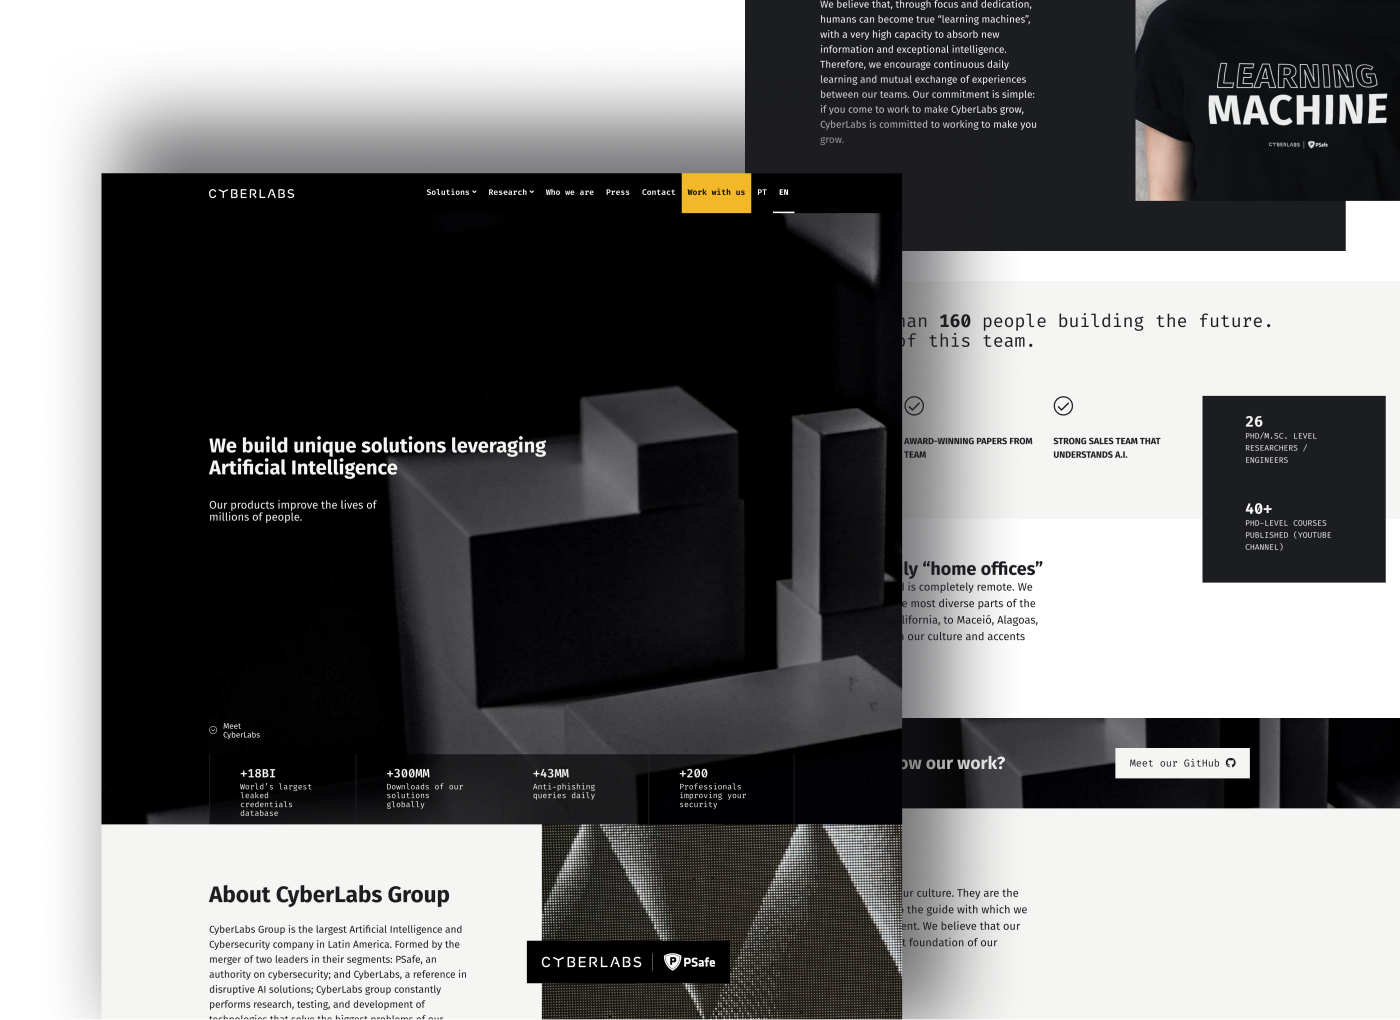 We believe that, through focus and dedication,
humans can become true “learning machines”,
with a very high capacity to absorb new
information and exceptional intelligence.
Therefore, we encourage continuous daily
learning and mutual exchange of experiences
between our teams. Our commitment is simple:
if you come to work to make CyberLabs grow,
CyberLabs is committed to working to make you
grow.
LEARNING
MACHINE
CYBERLABS | PSafe
CYBERLABS
Solutions
Research
Who we are
Press
Contact
Work with us
PT
EN
We build unique solutions leveraging
Artificial Intelligence
Our products improve the lives of
millions of people.
Meet
CyberLabs
+18BI
World's largest
leaked
credentials
database
+300MM
Downloads of our
solutions
globally
+43MM
Anti-phishing
queries daily
+200
Professionals
improving your
security
About CyberLabs Group
CyberLabs Group is the largest Artificial Intelligence and
Cybersecurity company in Latin America. Formed by the
merger of two leaders in their segments: PSafe, an
authority on cybersecurity; and CyberLabs, a reference in
disruptive AI solutions; CyberLabs group constantly
performs research, testing, and development of
technologies that solve the biggest problems of our
CYBERLABS | PSafe
160 people building the future.
of this team.
AWARD-WINNING PAPERS FROM
TEAM
STRONG SALES TEAM THAT
UNDERSTANDS A.I.
26
PHD/M.SC. LEVEL
RESEARCHERS /
ENGINEERS
40+
PHD-LEVEL COURSES
PUBLISHED (YOUTUBE
CHANNEL)
ly “home offices”
is completely remote. We
e most diverse parts of the
lifornia, to Maceió, Alagoas,
our culture and accents
ow our work?
Meet our GitHub
ur culture. They are the
the guide with which we
ent. We believe that our
t foundation of our